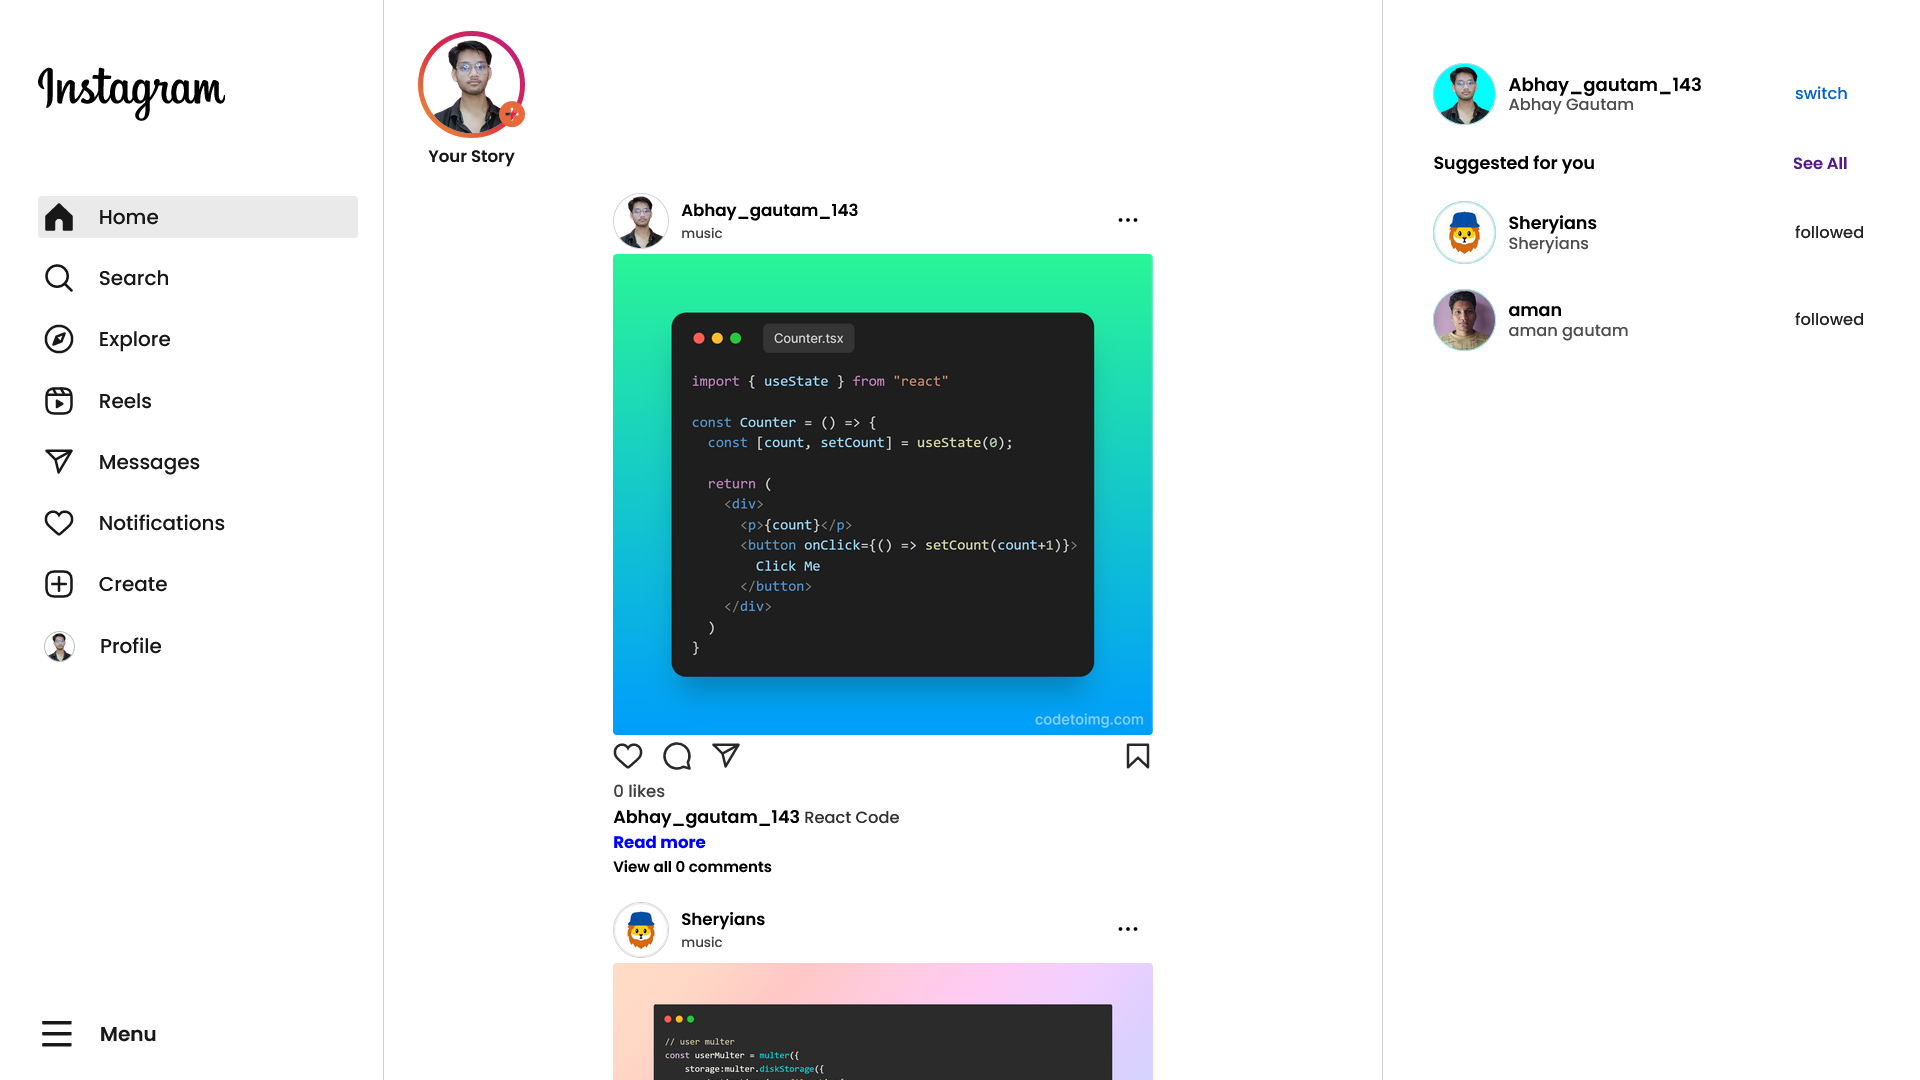 Instagram
Home
Search
Explore
Reels
Messages
Notifications
Create
Profile
Menu
Your Story
Abhay_gautam_143
music
Counter.tsx
import { useState } from "react"
const Counter = () => {
const [count, setCount] = useState(0);
return (
<div>
<p>{count}</p>
<button onClick={() => setCount(count+1)}>
Click Me
</button>
</div>
)
}
codetoimg.com
0 likes
Abhay_gautam_143 React Code
Read more
View all 0 comments
Sheryians
music
// user multer
const userMulter = multer({
storage:multer.diskStorage({
Abhay_gautam_143
Abhay Gautam
switch
Suggested for you
See All
Sheryians
Sheryians
followed
aman
aman gautam
followed